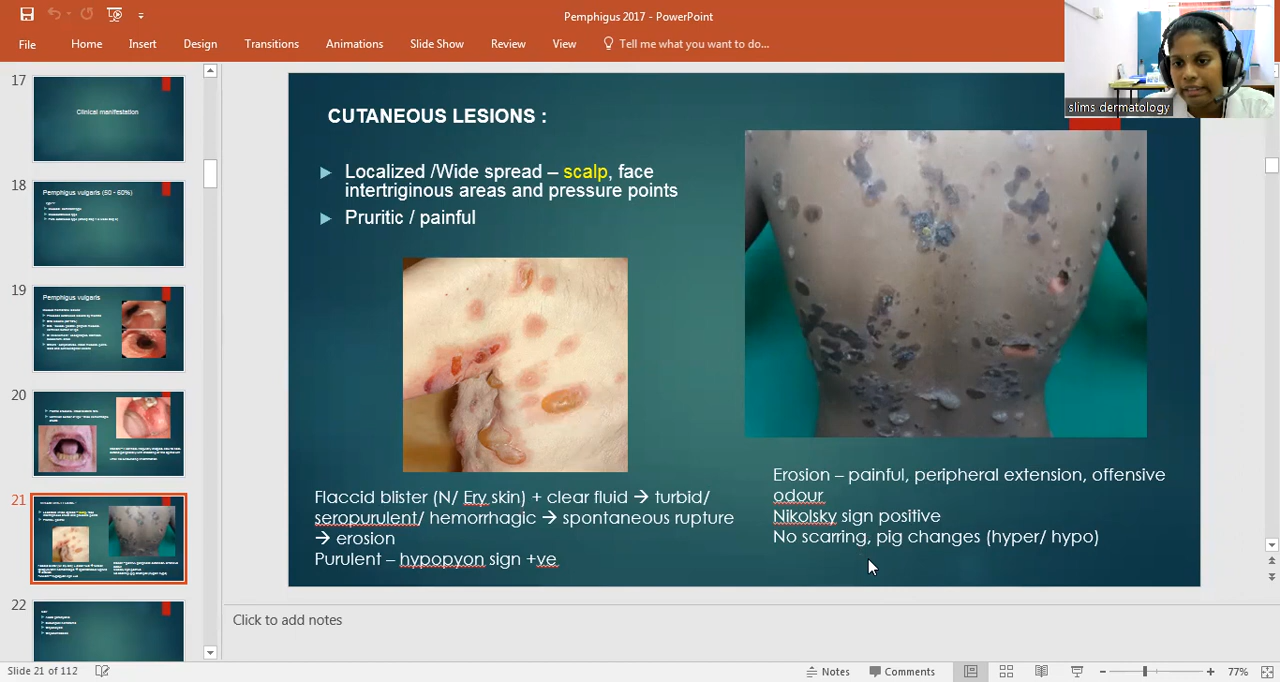 Pemphigus 2017 - PowerPoint
File Home Insert Design Transitions Animations Slide Show Review View Tell me what you want to do...
slims dermatology
17
Clinical manifestation
18
Pemphigus vulgaris (50 - 60%)
19
Pemphigus vulgaris
20
21
22
CUTANEOUS LESIONS :
Localized /Wide spread – scalp, face
intertriginous areas and pressure points
Pruritic / painful
Flaccid blister (N/ Ery skin) + clear fluid → turbid/
seropurulent/ hemorrhagic → spontaneous rupture
→ erosion
Purulent – hypopyon sign +ve
Erosion – painful, peripheral extension, offensive
odour
Nikolsky sign positive
No scarring, pig changes (hyper/ hypo)
Click to add notes
Slide 21 of 112 Notes Comments 77%